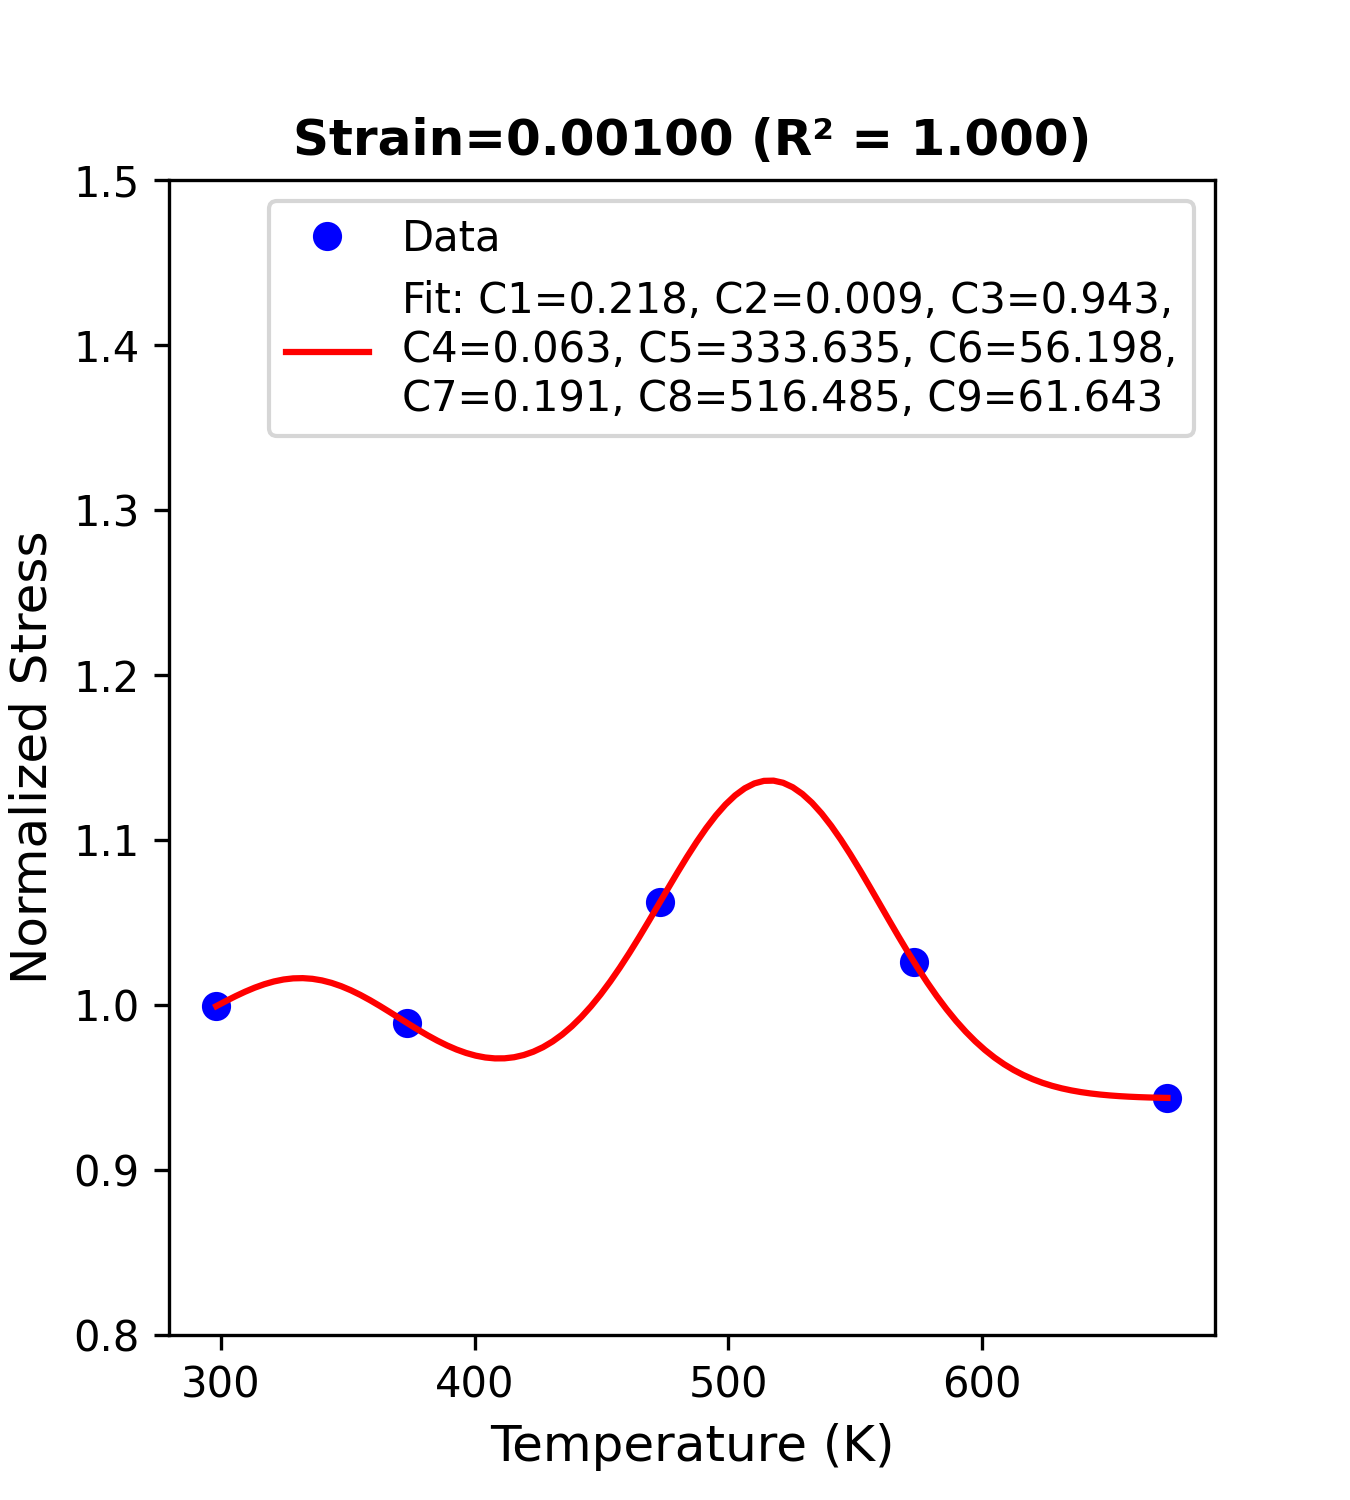 Strain=0.00100 (R² = 1.000)
1.5
1.4
1.3
1.2
1.1
1.0
0.9
0.8
Normalized Stress
Data
Fit: C1=0.218, C2=0.009, C3=0.943,
C4=0.063, C5=333.635, C6=56.198,
C7=0.191, C8=516.485, C9=61.643
300 400 500 600
Temperature (K)